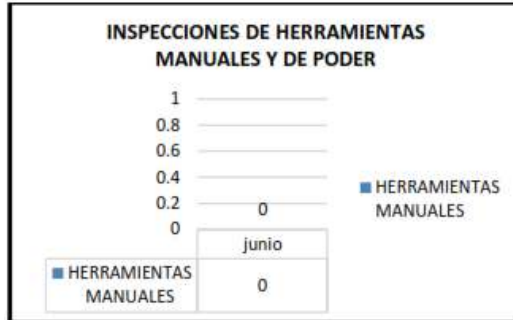 INSPECCIONES DE HERRAMIENTAS
MANUALES Y DE PODER
1
0.8
0.6
0.4
0.2
0
0
junio
HERRAMIENTAS
MANUALES
0
HERRAMIENTAS
MANUALES